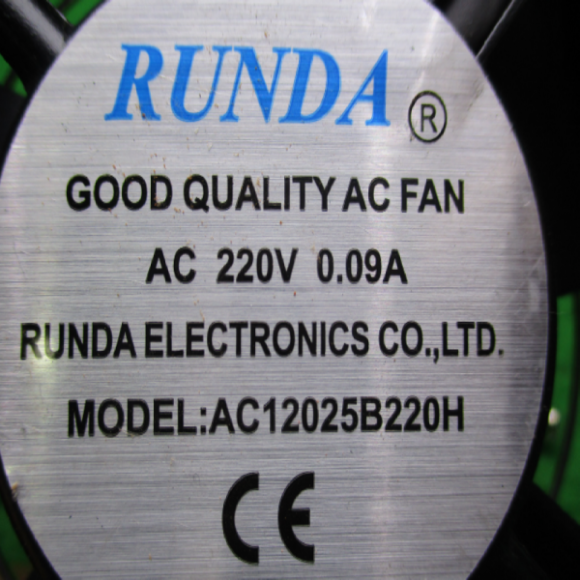 RUNDA ®
GOOD QUALITY AC FAN
AC 220V 0.09A
RUNDA ELECTRONICS CO.,LTD.
MODEL:AC12025B220H
CE